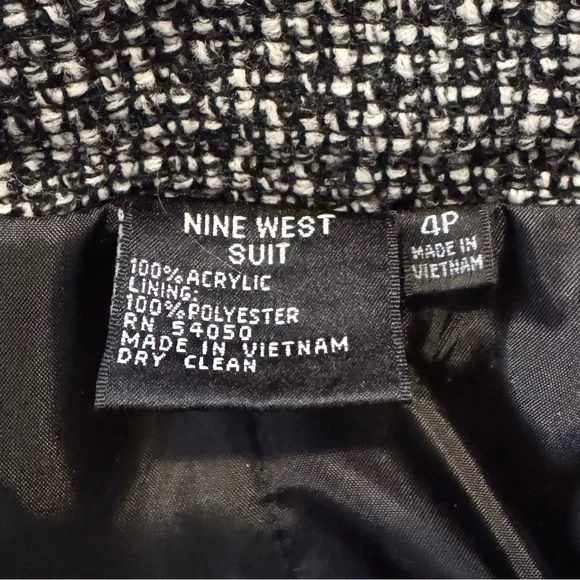 NINE WEST
SUIT
100% ACRYLIC
LINING:
100% POLYESTER
RN 54050
MADE IN VIETNAM
DRY CLEAN
4P
MADE IN
VIETNAM